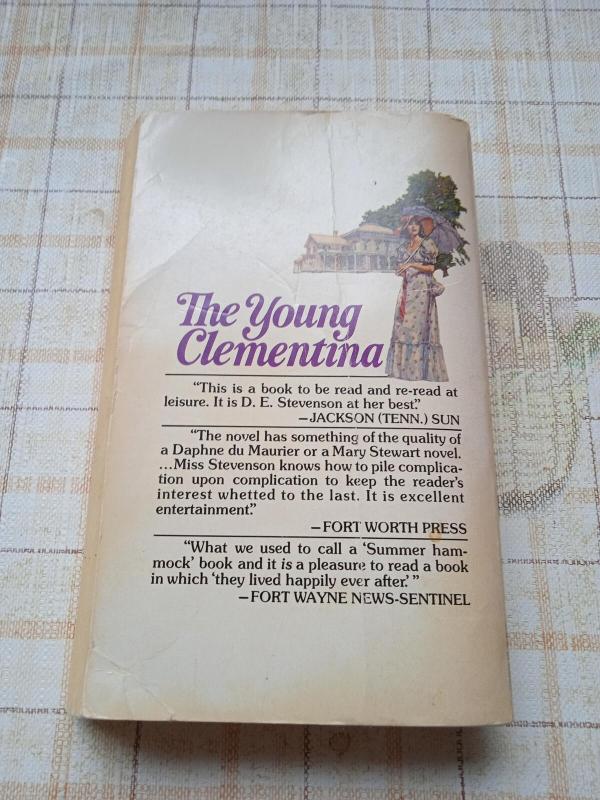 The Young
Clementina
"This is a book to be read and re-read at
leisure. It is D. E. Stevenson at her best."
—JACKSON (TENN.) SUN
"The novel has something of the quality of
a Daphne du Maurier or a Mary Stewart novel.
...Miss Stevenson knows how to pile complica-
tion upon complication to keep the reader's
interest whetted to the last. It is excellent
entertainment."
—FORT WORTH PRESS
"What we used to call a 'Summer ham-
mock' book and it is a pleasure to read a book
in which 'they lived happily ever after.'"
—FORT WAYNE NEWS-SENTINEL